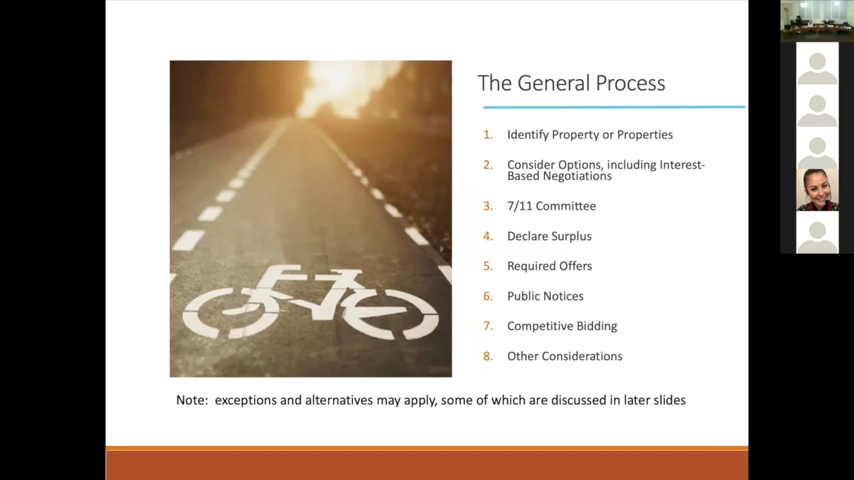 The General Process
1. Identify Property or Properties
2. Consider Options, including Interest-
Based Negotiations
3. 7/11 Committee
4. Declare Surplus
5. Required Offers
6. Public Notices
7. Competitive Bidding
8. Other Considerations
Note: exceptions and alternatives may apply, some of which are discussed in later slides